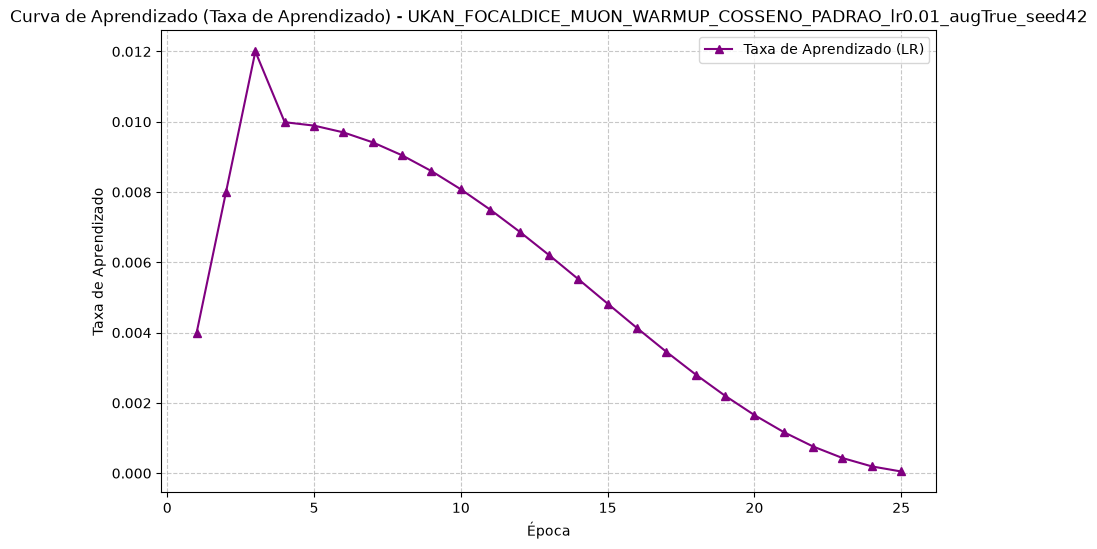 Curva de Aprendizado (Taxa de Aprendizado) - UKAN_FOCALDICE_MUON_WARMUP_COSSENO_PADRAO_lr0.01_augTrue_seed42
Taxa de Aprendizado (LR)
0.012
0.010
0.008
0.006
0.004
0.002
0.000
Taxa de Aprendizado
0 5 10 15 20 25
Época